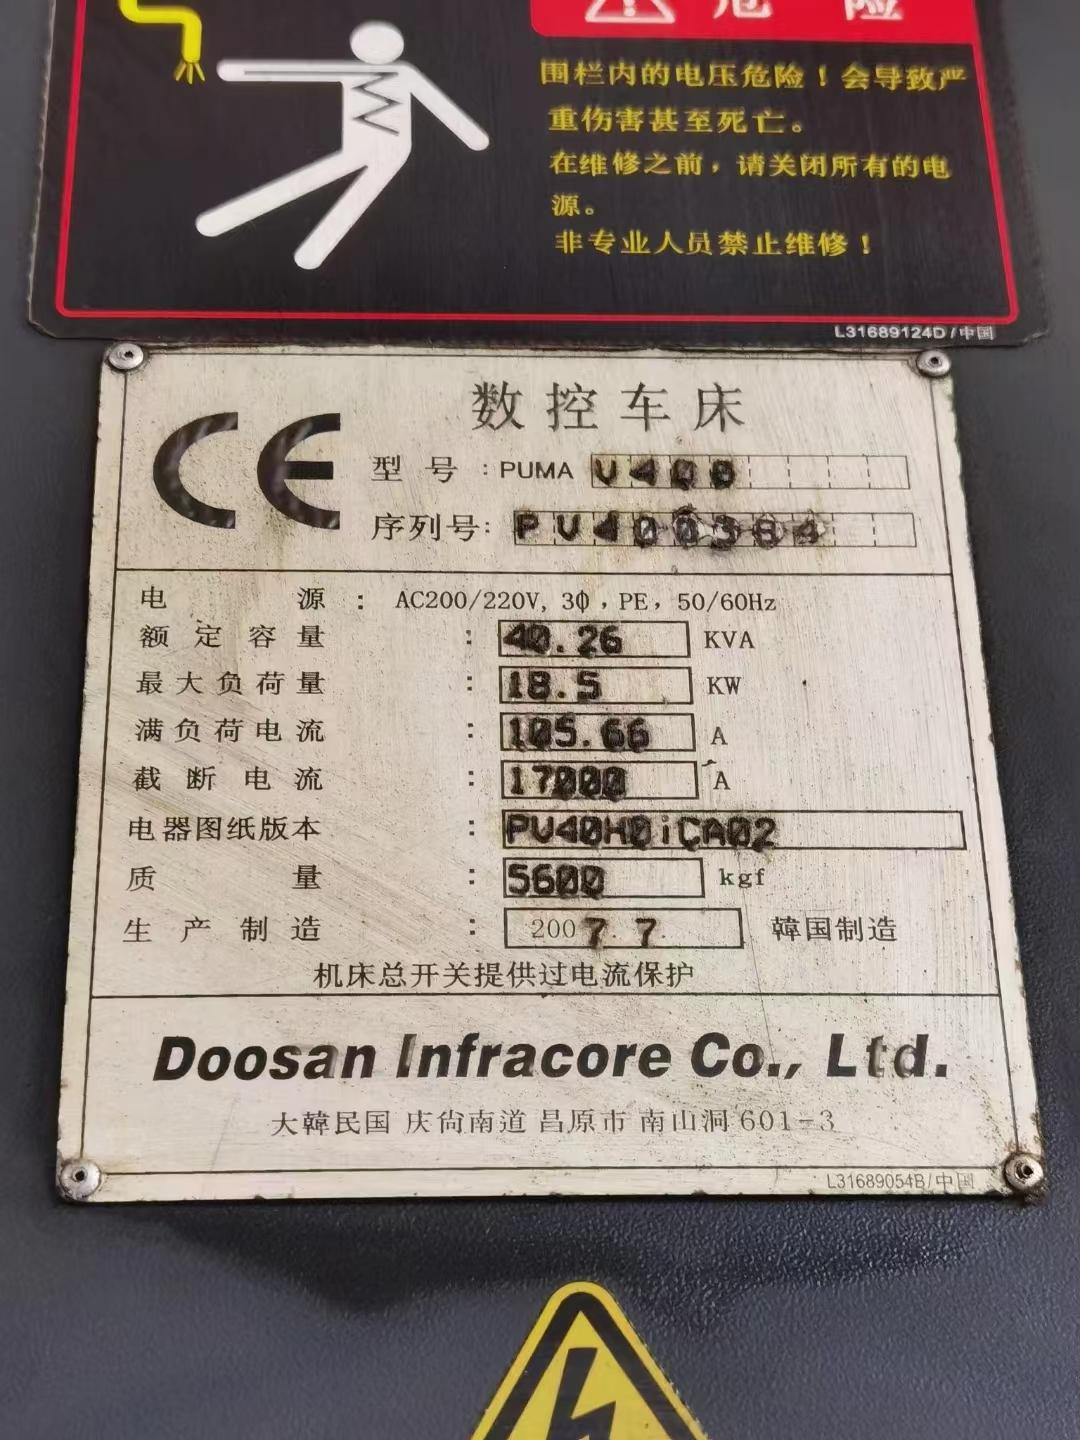 危 险
围栏内的电压危险！会导致严
重伤害甚至死亡。
在维修之前，请关闭所有的电
源。
非专业人员禁止维修！
L31689124D/中国
CE
数控车床
型号：PUMA V400
序列号：PV400384
电源：AC200/220V, 3ϕ, PE, 50/60Hz
额定容量：40.26 KVA
最大负荷量：18.5 KW
满负荷电流：105.66 A
截断电流：17000 A
电器图纸版本：PV40H0iCA02
质量：5600 kgf
生产制造：2007. 7. 韓国制造
机床总开关提供过电流保护
Doosan Infracore Co., Ltd.
大韓民国 庆尙南道 昌原市 南山洞 601-3
L31689054B/中国